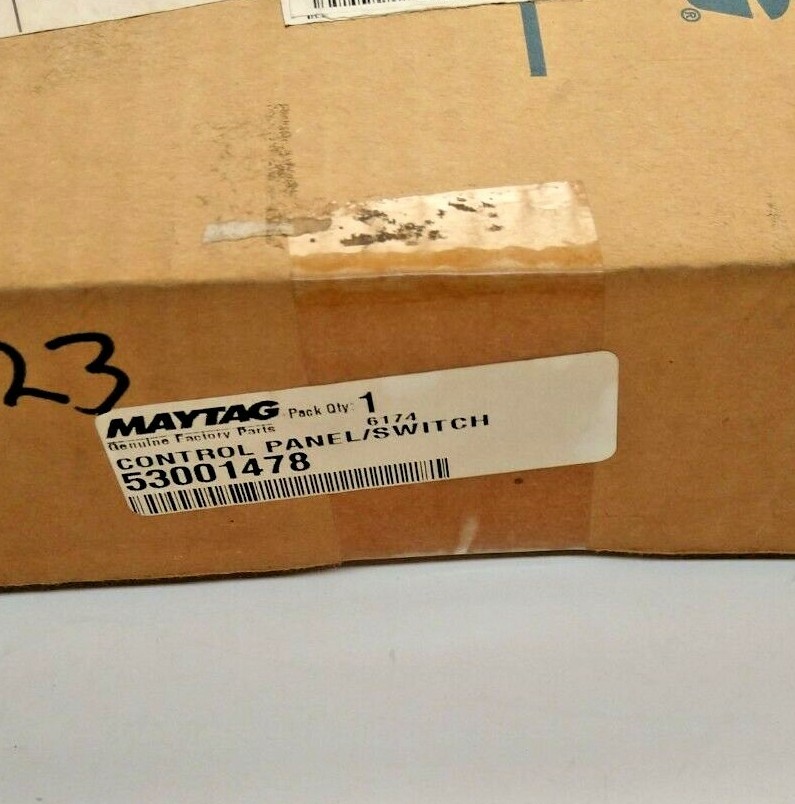 ®
23
MAYTAG Pack Qty: 1
Genuine Factory Parts 6174
CONTROL PANEL/SWITCH
53001478